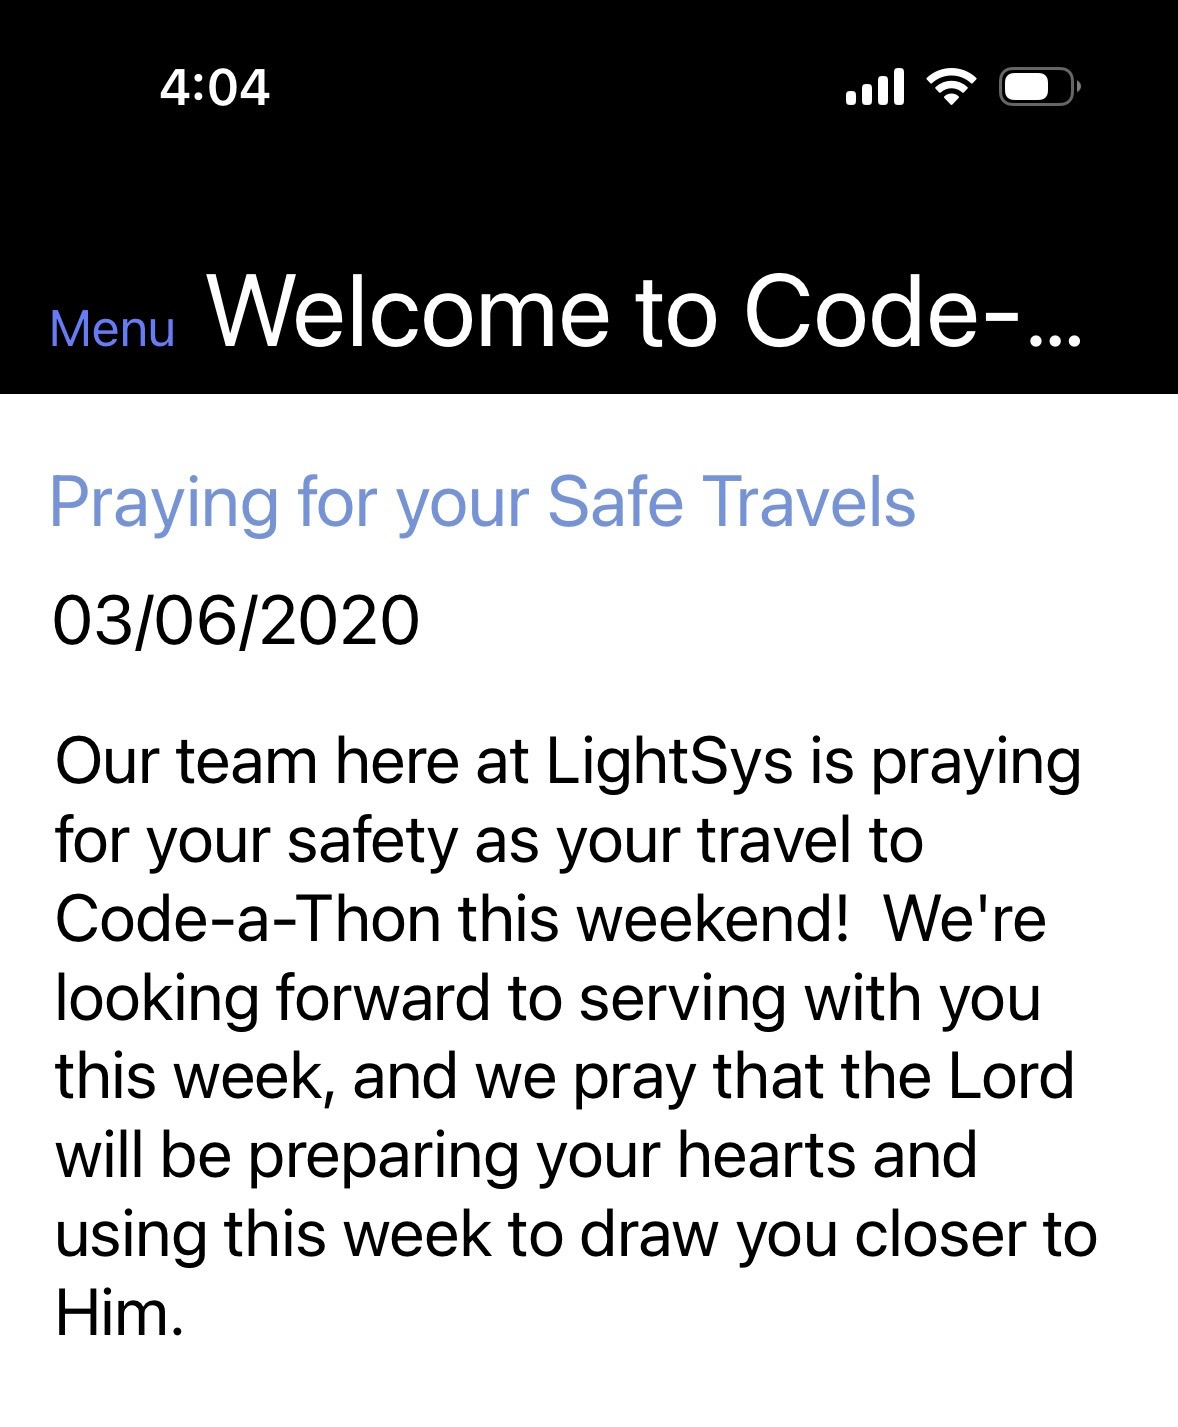 4:04
Menu Welcome to Code-...
Praying for your Safe Travels
03/06/2020
Our team here at LightSys is praying
for your safety as your travel to
Code-a-Thon this weekend!  We're
looking forward to serving with you
this week, and we pray that the Lord
will be preparing your hearts and
using this week to draw you closer to
Him.